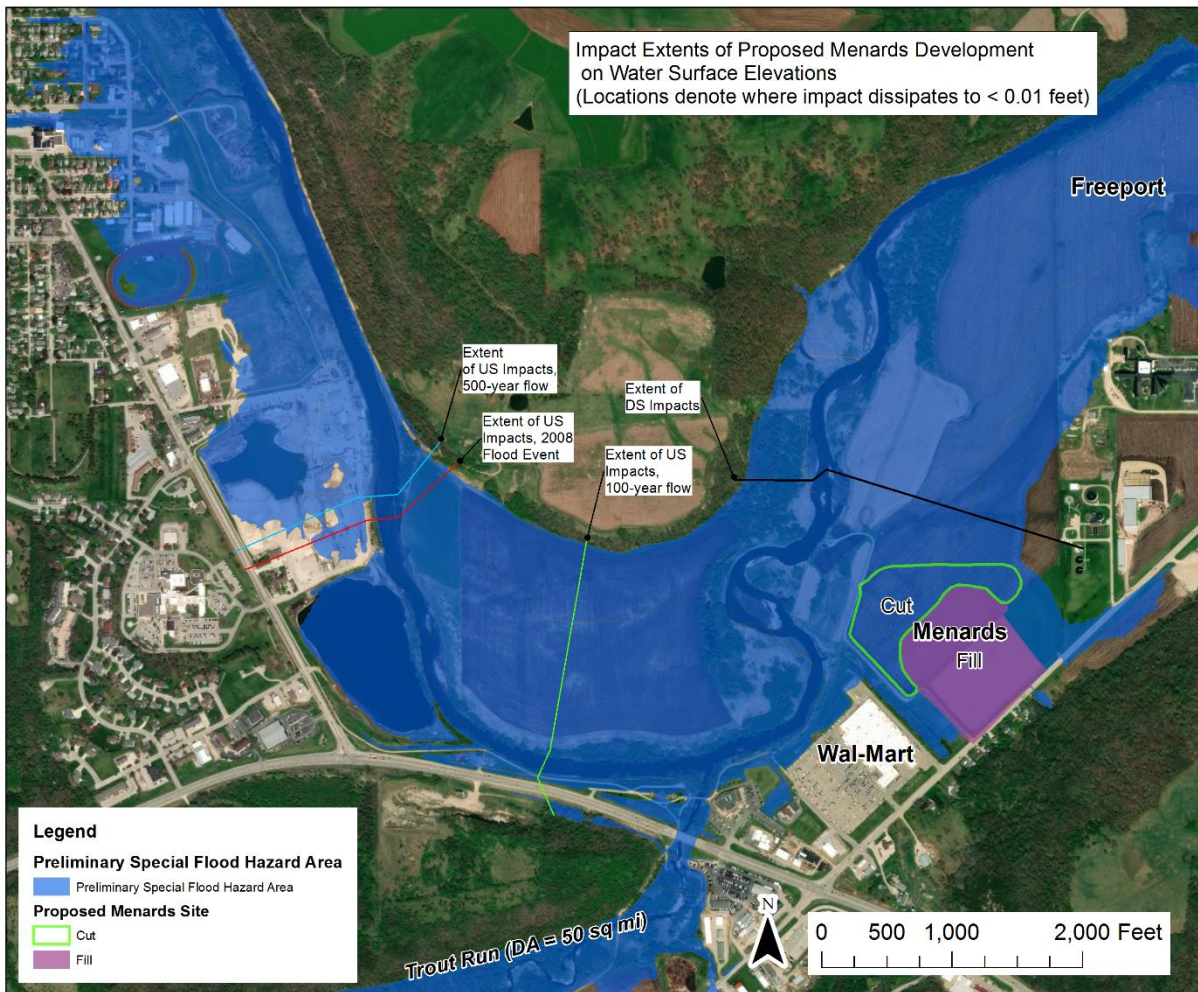 Impact Extents of Proposed Menards Development
on Water Surface Elevations
(Locations denote where impact dissipates to < 0.01 feet)
Freeport
Extent
of US Impacts,
500-year flow
Extent of US
Impacts, 2008
Flood Event
Extent of US
Impacts,
100-year flow
Extent of
DS Impacts
Cut
Menards
Fill
Wal-Mart
Trout Run (DA = 50 sq mi)
Legend
Preliminary Special Flood Hazard Area
Preliminary Special Flood Hazard Area
Proposed Menards Site
Cut
Fill
N
0 500 1,000 2,000 Feet